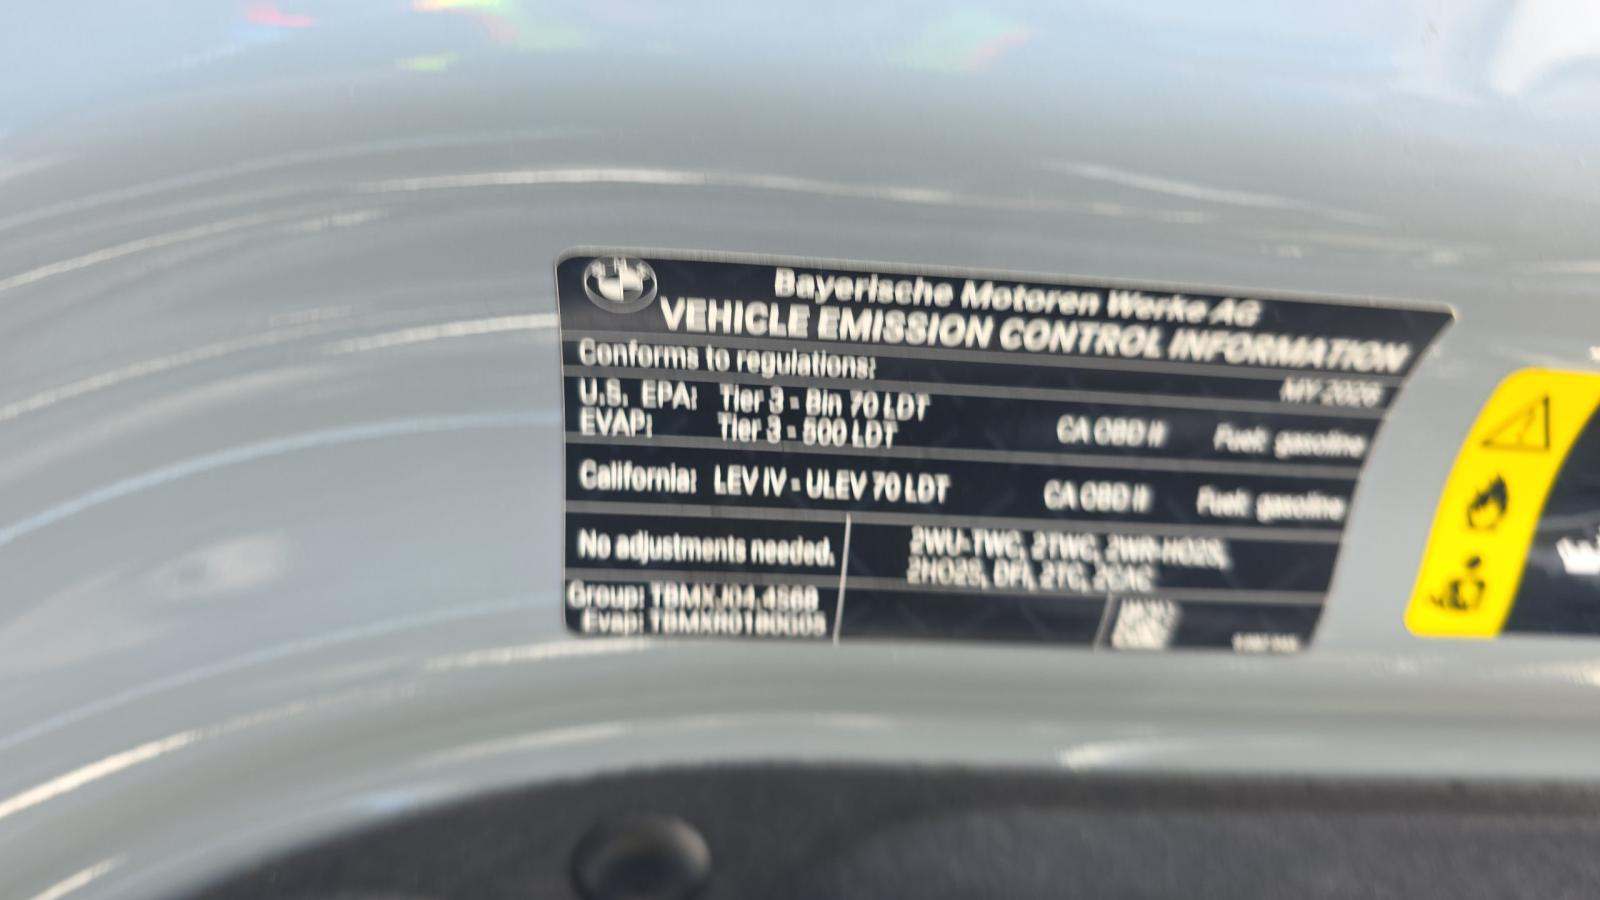 Bayerische Motoren Werke AG
VEHICLE EMISSION CONTROL INFORMATION
Conforms to regulations:
MY 2026
U.S. EPA: Tier 3 - Bin 70 LDT
EVAP: Tier 3 - 500 LDT CA OBD II Fuel: gasoline
California: LEV IV - ULEV 70 LDT CA OBD II Fuel: gasoline
No adjustments needed.
2WU-TWC, 2TWC, 2WR-HO2S,
2HO2S, DFI, 2TC, 2CAC
Group:
Evap: